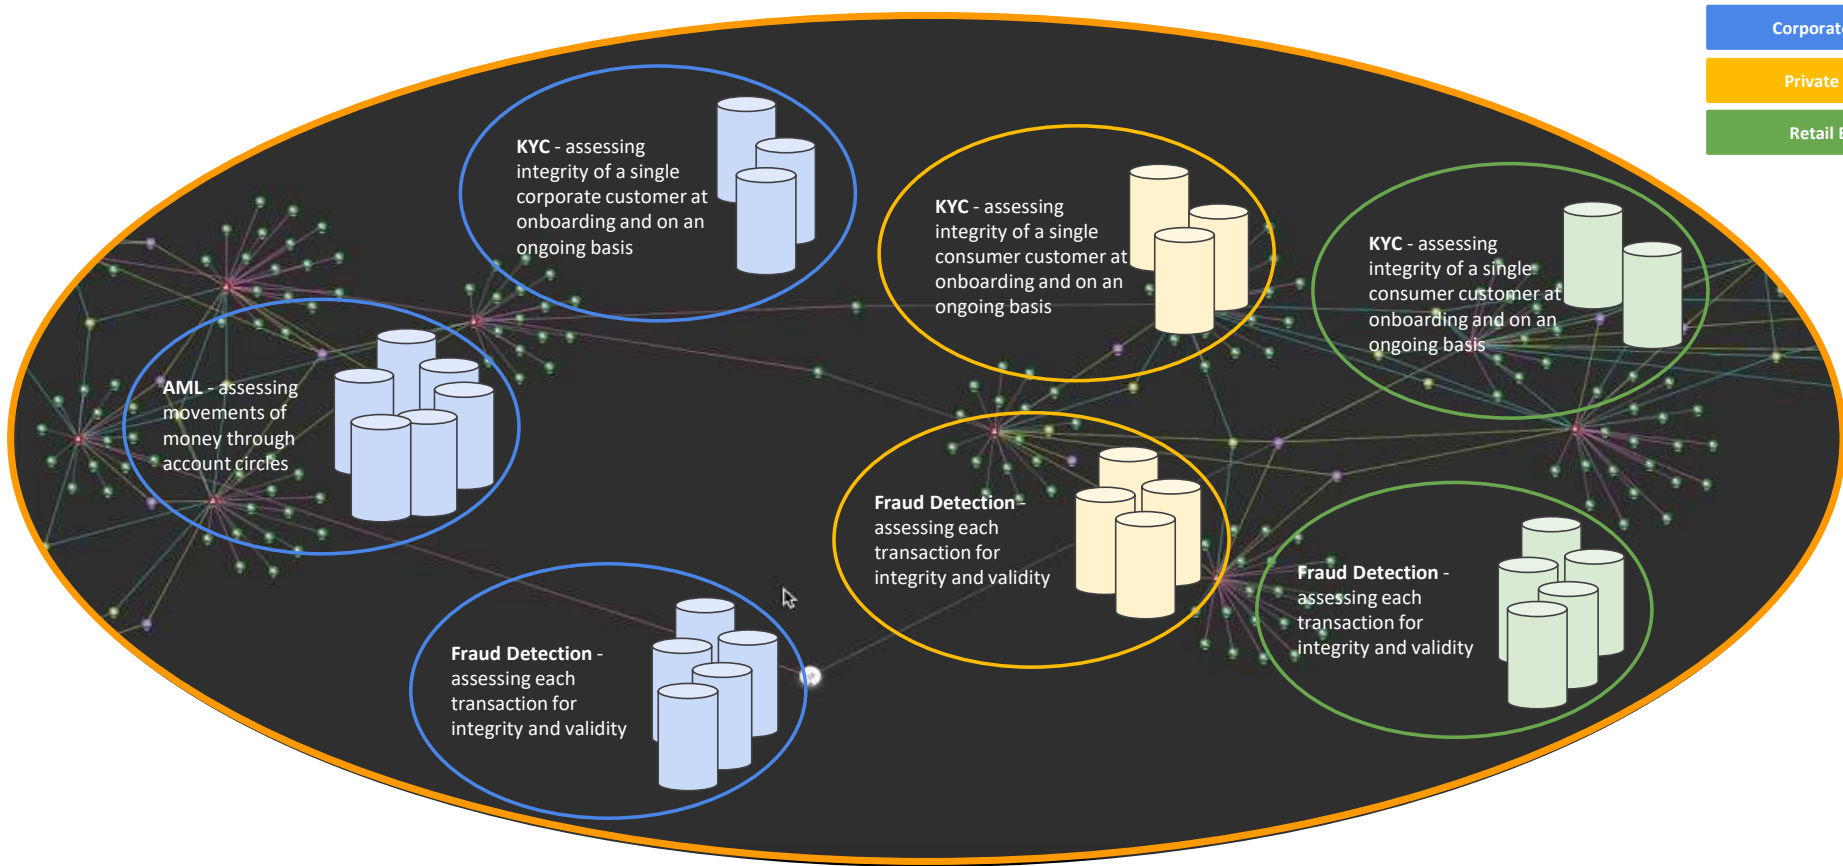 Corporate
Private
Retail
KYC - assessing
integrity of a single
corporate customer at
onboarding and on an
ongoing basis
KYC - assessing
integrity of a single
consumer customer at
onboarding and on an
ongoing basis
KYC - assessing
integrity of a single
consumer customer at
onboarding and on an
ongoing basis
AML - assessing
movements of
money through
account circles
Fraud Detection -
assessing each
transaction for
integrity and validity
Fraud Detection -
assessing each
transaction for
integrity and validity
Fraud Detection -
assessing each
transaction for
integrity and validity